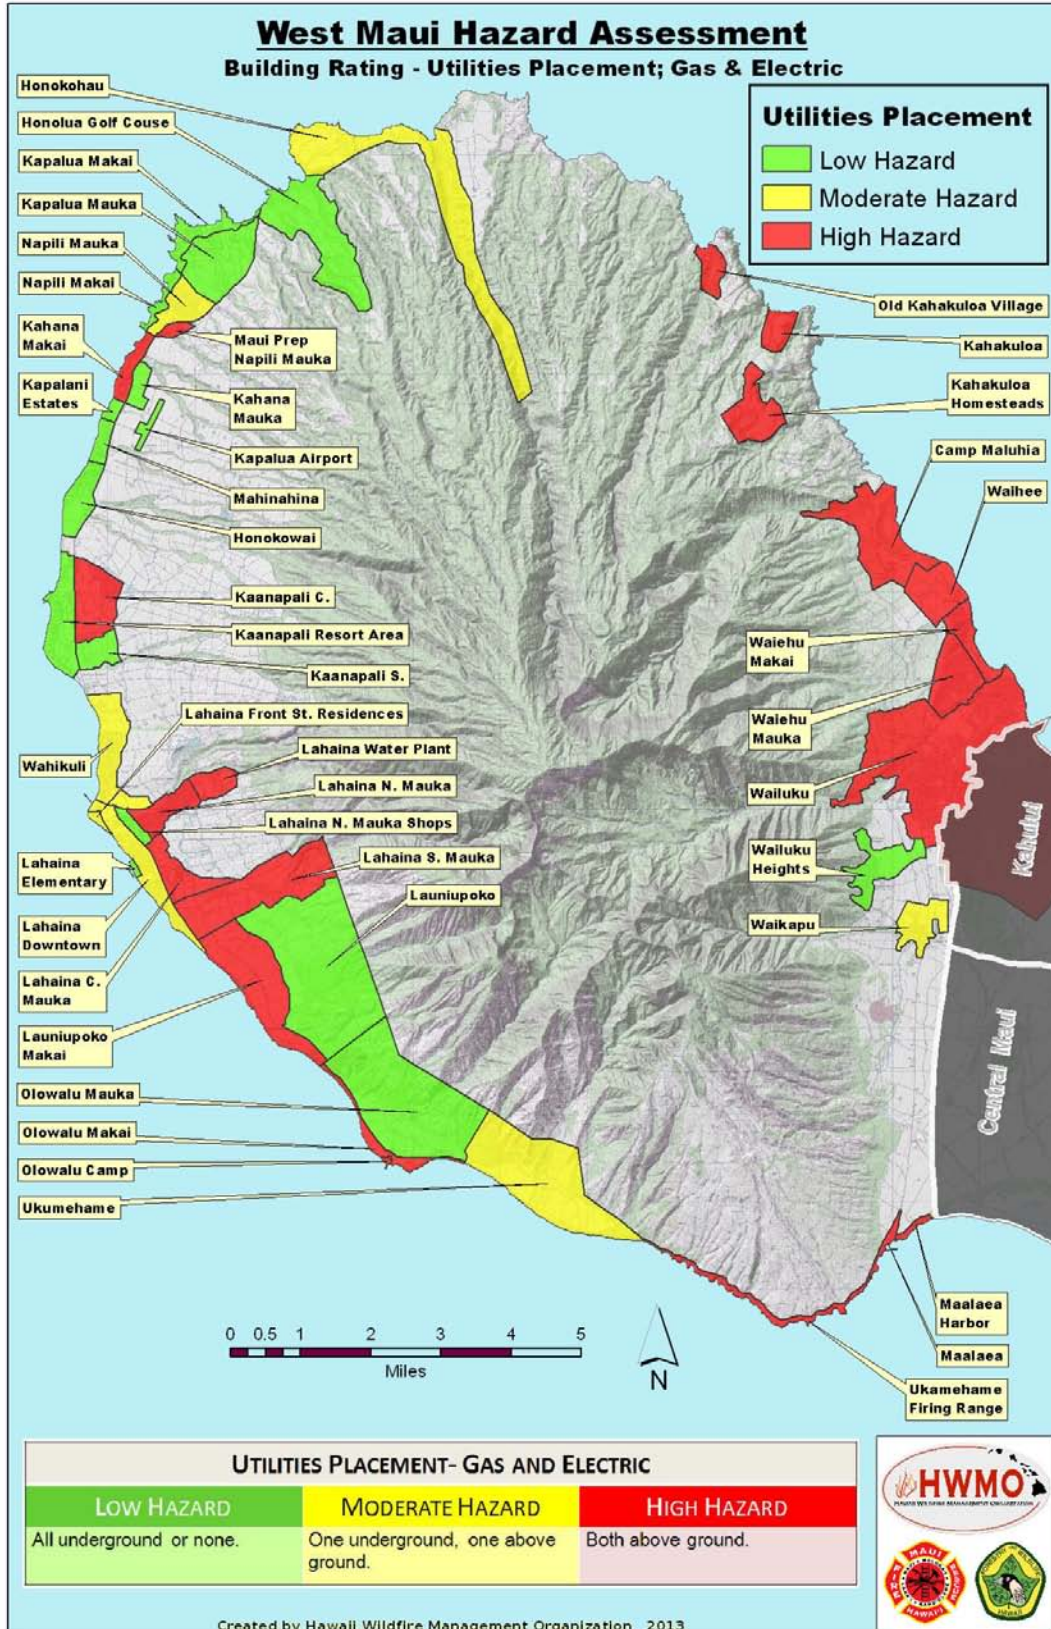 West Maui Hazard Assessment
Building Rating - Utilities Placement; Gas & Electric
Utilities Placement
Low Hazard
Moderate Hazard
High Hazard
Honokohau
Honolua Golf Couse
Kapalua Makai
Kapalua Mauka
Napili Mauka
Napili Makai
Kahana
Makai
Kapalani
Estates
Maui Prep
Napili Mauka
Kahana
Mauka
Kapalua Airport
Mahinahina
Honokowai
Kaanapali C.
Kaanapali Resort Area
Kaanapali S.
Lahaina Front St. Residences
Wahikuli
Lahaina Water Plant
Lahaina N. Mauka
Lahaina N. Mauka Shops
Lahaina
Elementary
Lahaina S. Mauka
Launiupoko
Lahaina
Downtown
Lahaina C.
Mauka
Launiupoko
Makai
Olowalu Mauka
Olowalu Makai
Olowalu Camp
Ukumehame
Old Kahakuloa Village
Kahakuloa
Kahakuloa
Homesteads
Camp Maluhia
Waihee
Waiehu
Makai
Waiehu
Mauka
Wailuku
Wailuku
Heights
Waikapu
Kahului
Central Maui
Maalaea
Harbor
Maalaea
Ukamehame
Firing Range
0 0.5 1 2 3 4 5
Miles
N
UTILITIES PLACEMENT- GAS AND ELECTRIC
LOW HAZARD
MODERATE HAZARD
HIGH HAZARD
All underground or none.
One underground, one above
ground.
Both above ground.
HWMO
HAWAII WILDFIRE MANAGEMENT ORGANIZATION
MAUI
FIRE
HAWAII
Created by Hawaii Wildfire Management Organization, 2013